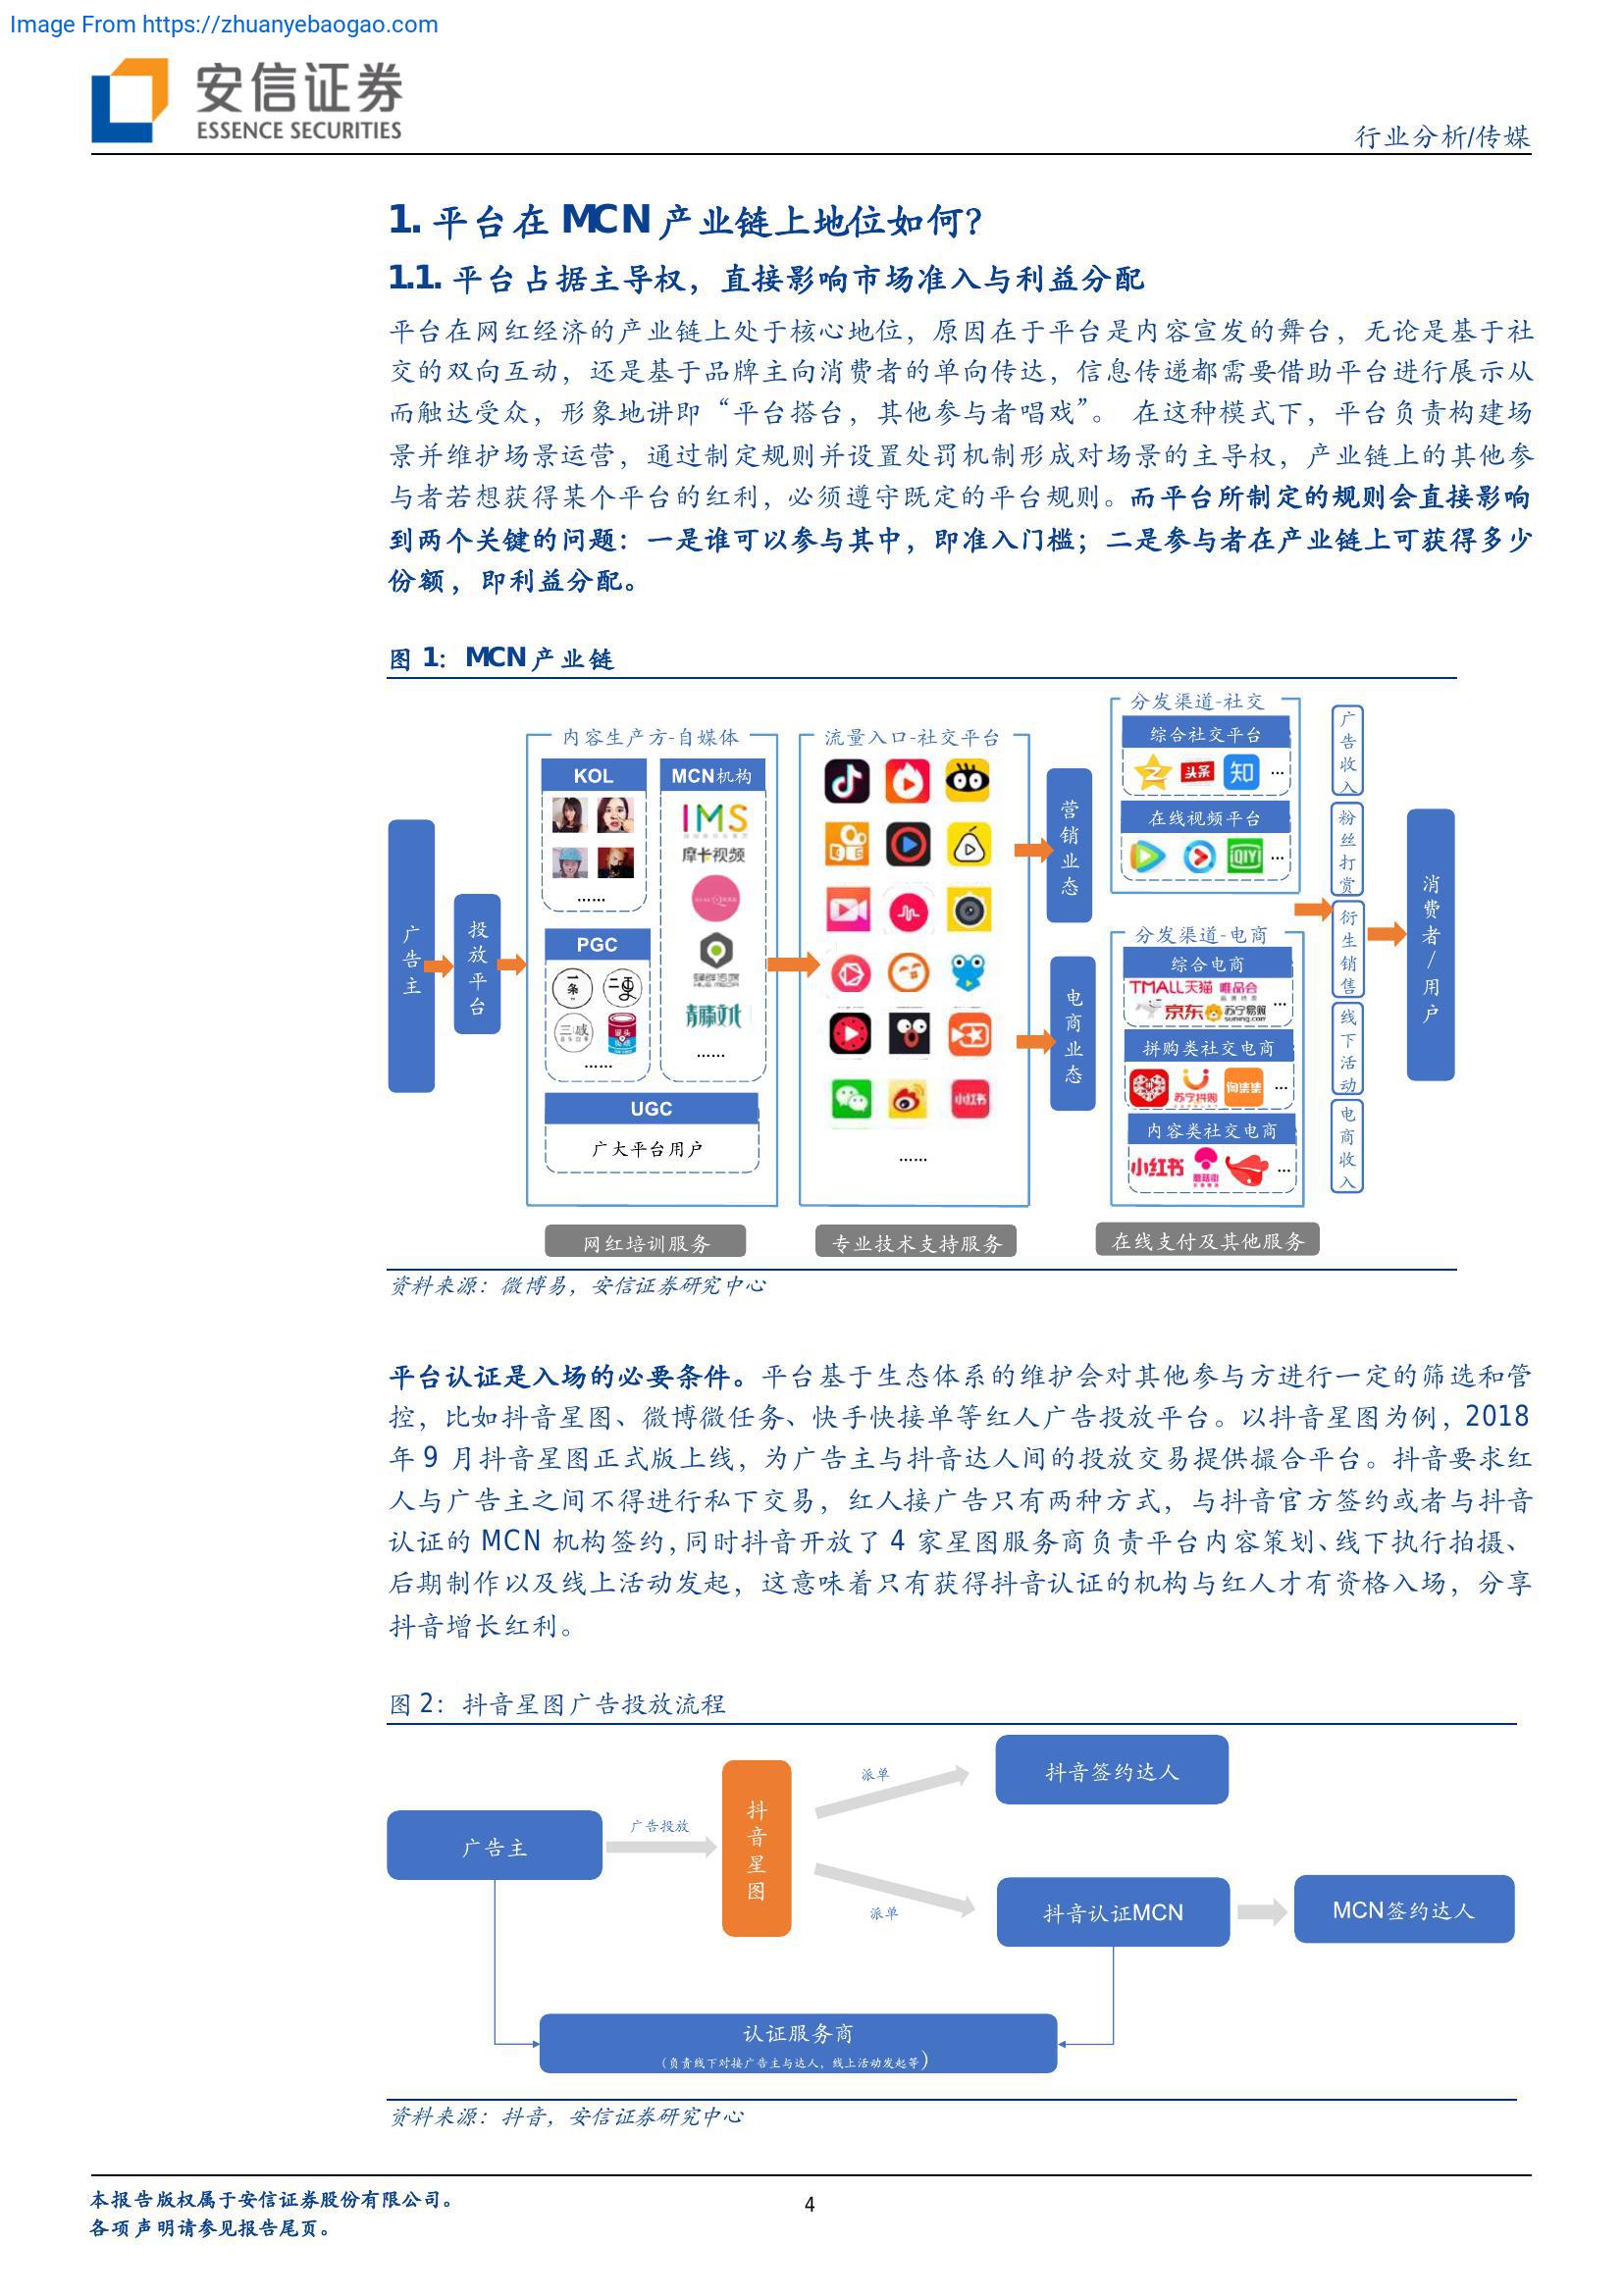 Image From https://zhuanyebaogao.com
安信证券
ESSENCE SECURITIES
行业分析/传媒
1. 平台在 MCN 产业链上地位如何？
1.1. 平台占据主导权，直接影响市场准入与利益分配
平台在网红经济的产业链上处于核心地位，原因在于平台是内容宣发的舞台，无论是基于社
交的双向互动，还是基于品牌主向消费者的单向传达，信息传递都需要借助平台进行展示从
而触达受众，形象地讲即“平台搭台，其他参与者唱戏”。 在这种模式下，平台负责构建场
景并维护场景运营，通过制定规则并设置处罚机制形成对场景的主导权，产业链上的其他参
与者若想获得某个平台的红利，必须遵守既定的平台规则。而平台所制定的规则会直接影响
到两个关键的问题：一是谁可以参与其中，即准入门槛；二是参与者在产业链上可获得多少
份额，即利益分配。
图 1：MCN 产业链
广告主
投放平台
内容生产方-自媒体
KOL
……
PGC
一条
二更
三感
罐头
……
MCN机构
IMS
摩卡视频
蜂群传媒
青藤文化
……
UGC
广大平台用户
流量入口-社交平台
小红书
……
营销业态
电商业态
分发渠道-社交
综合社交平台
头条
知
...
在线视频平台
iQIYI
...
分发渠道-电商
综合电商
TMALL天猫
唯品会
京东
苏宁易购
suning.com
...
拼购类社交电商
苏宁拼购
淘集集
...
内容类社交电商
小红书
蘑菇街
...
广告收入
粉丝打赏
衍生销售
线下活动
电商收入
消费者/用户
网红培训服务
专业技术支持服务
在线支付及其他服务
资料来源：微博易，安信证券研究中心
平台认证是入场的必要条件。平台基于生态体系的维护会对其他参与方进行一定的筛选和管
控，比如抖音星图、微博微任务、快手快接单等红人广告投放平台。以抖音星图为例，2018
年 9 月抖音星图正式版上线，为广告主与抖音达人间的投放交易提供撮合平台。抖音要求红
人与广告主之间不得进行私下交易，红人接广告只有两种方式，与抖音官方签约或者与抖音
认证的 MCN 机构签约，同时抖音开放了 4 家星图服务商负责平台内容策划、线下执行拍摄、
后期制作以及线上活动发起，这意味着只有获得抖音认证的机构与红人才有资格入场，分享
抖音增长红利。
图 2：抖音星图广告投放流程
广告主
广告投放
抖音星图
派单
抖音签约达人
派单
抖音认证MCN
MCN签约达人
认证服务商
（负责线下对接广告主与达人，线上活动发起等）
资料来源：抖音，安信证券研究中心
本报告版权属于安信证券股份有限公司。
各项声明请参见报告尾页。
4